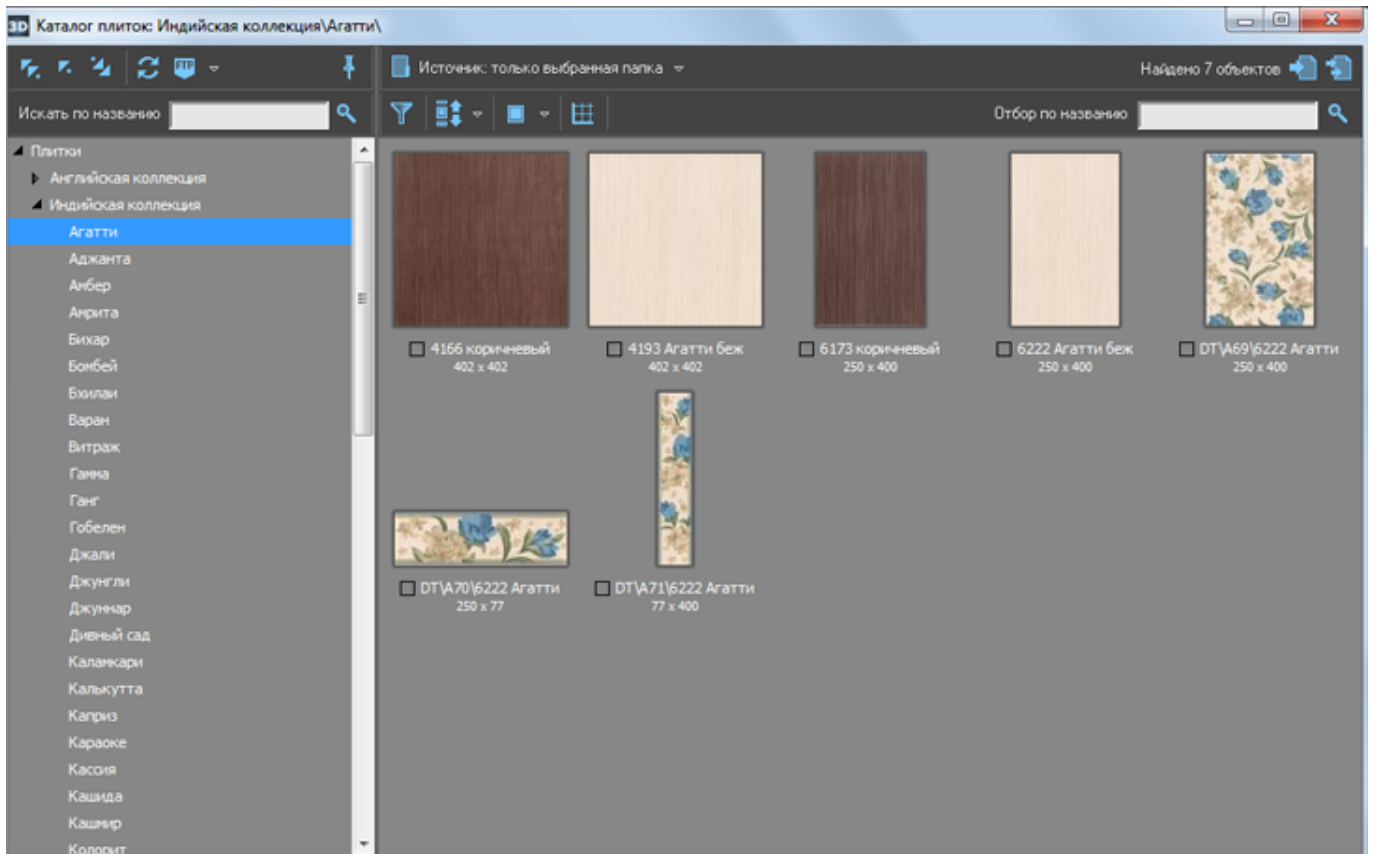 3D Каталог плиток: Индийская коллекция\Агатти\
Источник: только выбранная папка
Найдено 7 объектов
Искать по названию
Отбор по названию
Плитки
Английская коллекция
Индийская коллекция
Агатти
Аджанта
Амбер
Амрита
Бихар
Бомбей
Бхилаи
Варан
Витраж
Гамма
Ганг
Гобелен
Джали
Джунгли
Джуннар
Дивный сад
Каламкари
Калькутта
Каприз
Караоке
Кассия
Кашида
Кашмир
Колорит
4166 коричневый
402 x 402
4193 Агатти беж
402 x 402
6173 коричневый
250 x 400
6222 Агатти беж
250 x 400
DT\A69\6222 Агатти
250 x 400
DT\A70\6222 Агатти
250 x 77
DT\A71\6222 Агатти
77 x 400